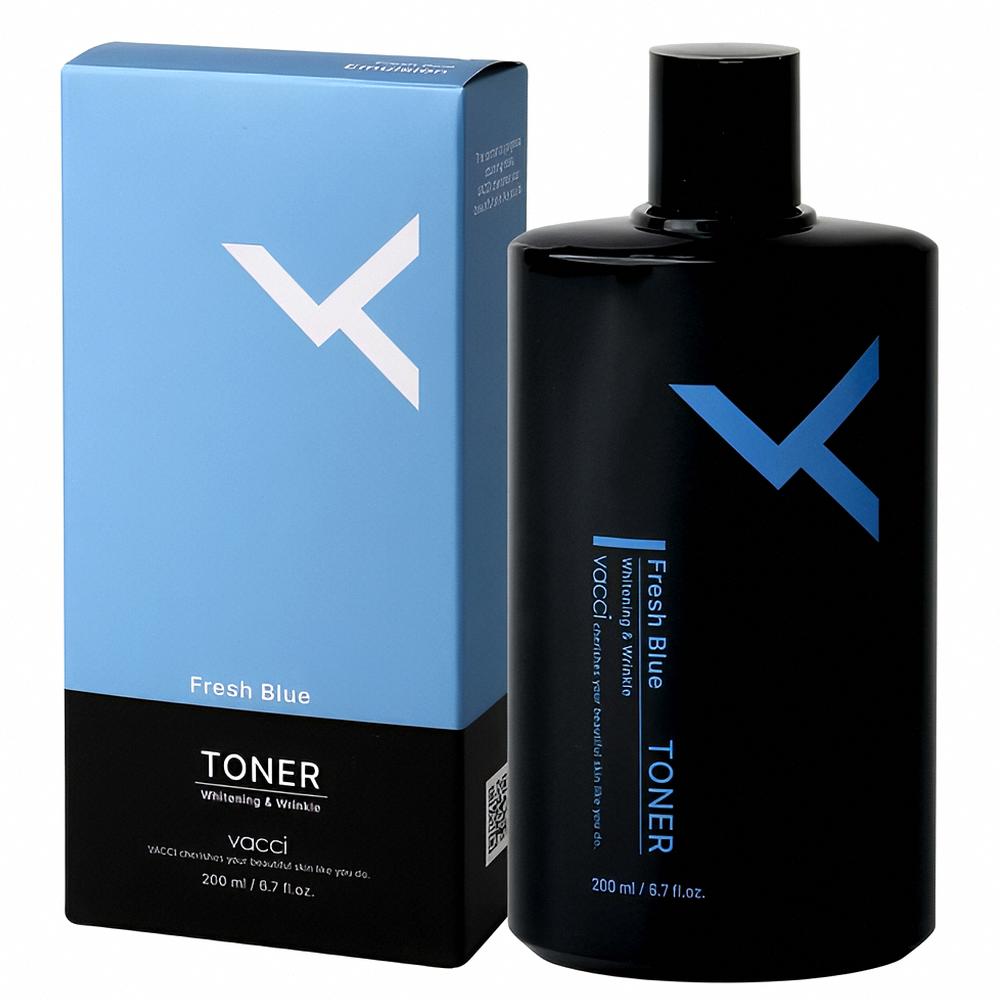 Fresh Blue
TONER
Whitening & Wrinkle
vacci
VACCI cherishes your beautiful skin like you do.
200 ml / 6.7 fl.oz.
Fresh Blue TONER
Whitening & Wrinkle
vacci cherishes your beautiful skin like you do.
200 ml / 6.7 fl.oz.